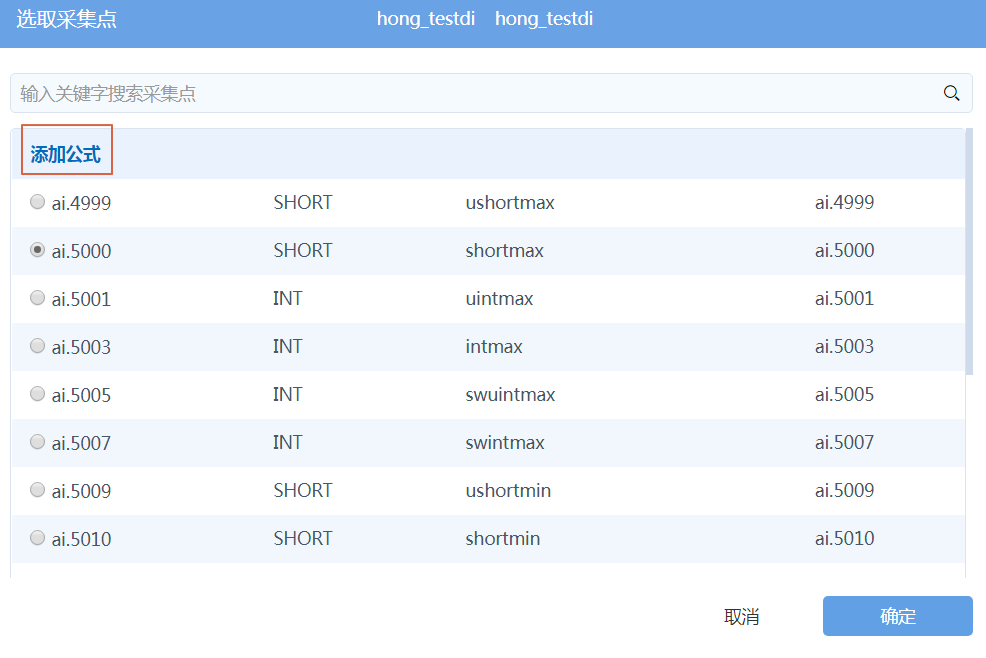 选取采集点 hong_testdi hong_testdi
输入关键字搜索采集点
添加公式
ai.4999 SHORT ushortmax ai.4999
ai.5000 SHORT shortmax ai.5000
ai.5001 INT uintmax ai.5001
ai.5003 INT intmax ai.5003
ai.5005 INT swuintmax ai.5005
ai.5007 INT swintmax ai.5007
ai.5009 SHORT ushortmin ai.5009
ai.5010 SHORT shortmin ai.5010
取消 确定